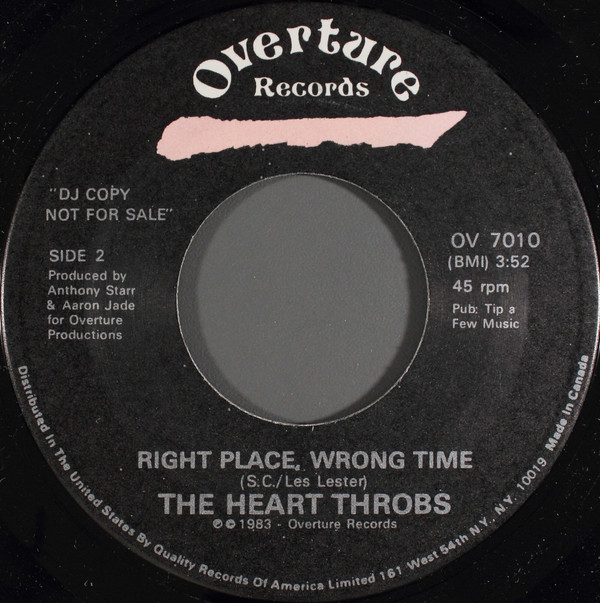 Overture
Records
"DJ COPY
NOT FOR SALE"
SIDE 2
Produced by
Anthony Starr
& Aaron Jade
for Overture
Productions
OV 7010
(BMI) 3:52
45 rpm
Pub: Tip a
Few Music
RIGHT PLACE, WRONG TIME
(S.C./Les Lester)
THE HEART THROBS
℗©1983 - Overture Records
Distributed In The United States By Quality Records Of America Limited 161 West 54th N.Y., N.Y. 10019 Made In Canada